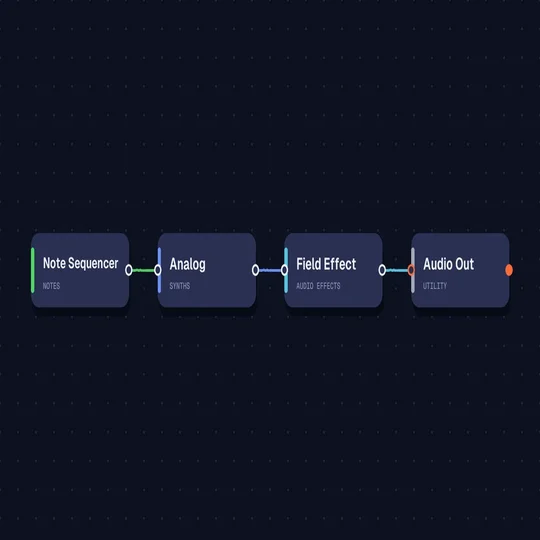 Note Sequencer
NOTES
Analog
SYNTHS
Field Effect
AUDIO EFFECTS
Audio Out
UTILITY